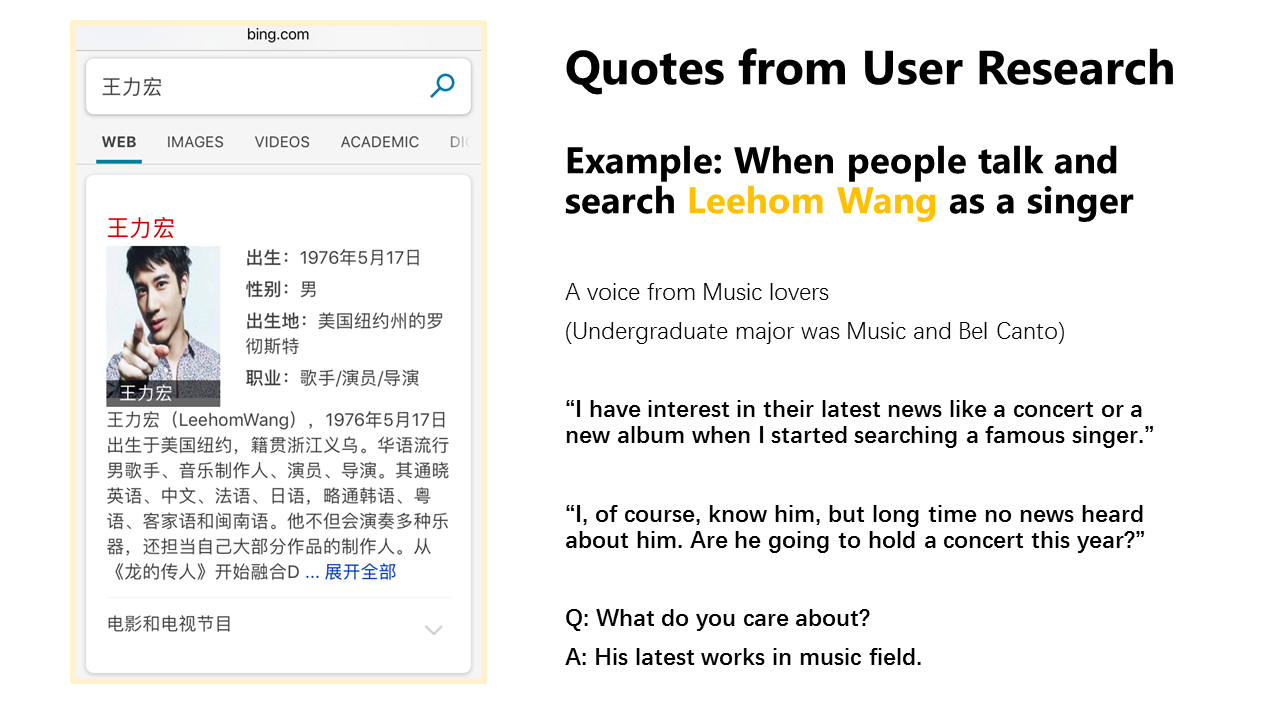 bing.com
王力宏
WEB IMAGES VIDEOS ACADEMIC DIC
王力宏
王力宏
出生：1976年5月17日
性别：男
出生地：美国纽约州的罗
彻斯特
职业：歌手/演员/导演
王力宏（LeehomWang），1976年5月17日
出生于美国纽约，籍贯浙江义乌。华语流行
男歌手、音乐制作人、演员、导演。其通晓
英语、中文、法语、日语，略通韩语、粤
语、客家语和闽南语。他不但会演奏多种乐
器，还担当自己大部分作品的制作人。从
《龙的传人》开始融合D ... 展开全部
电影和电视节目
Quotes from User Research
Example: When people talk and
search Leehom Wang as a singer
A voice from Music lovers
(Undergraduate major was Music and Bel Canto)
“I have interest in their latest news like a concert or a
new album when I started searching a famous singer.”
“I, of course, know him, but long time no news heard
about him. Are he going to hold a concert this year?”
Q: What do you care about?
A: His latest works in music field.